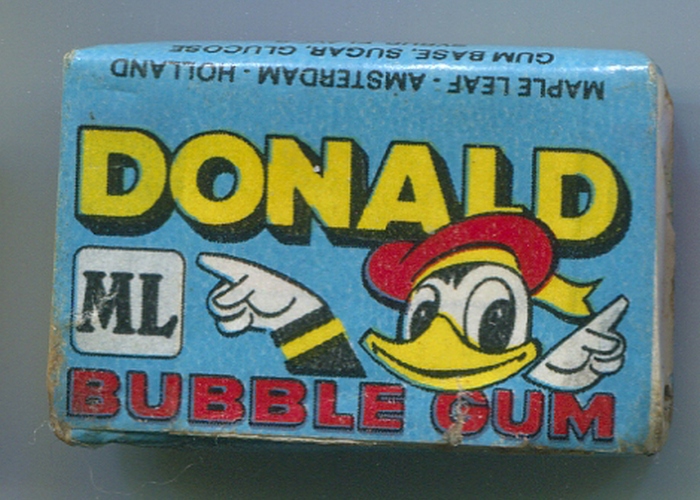 MAPLE LEAF - AMSTERDAM - HOLLAND
GUM BASE, SUGAR, GLUCOSE
DONALD
ML
BUBBLE GUM